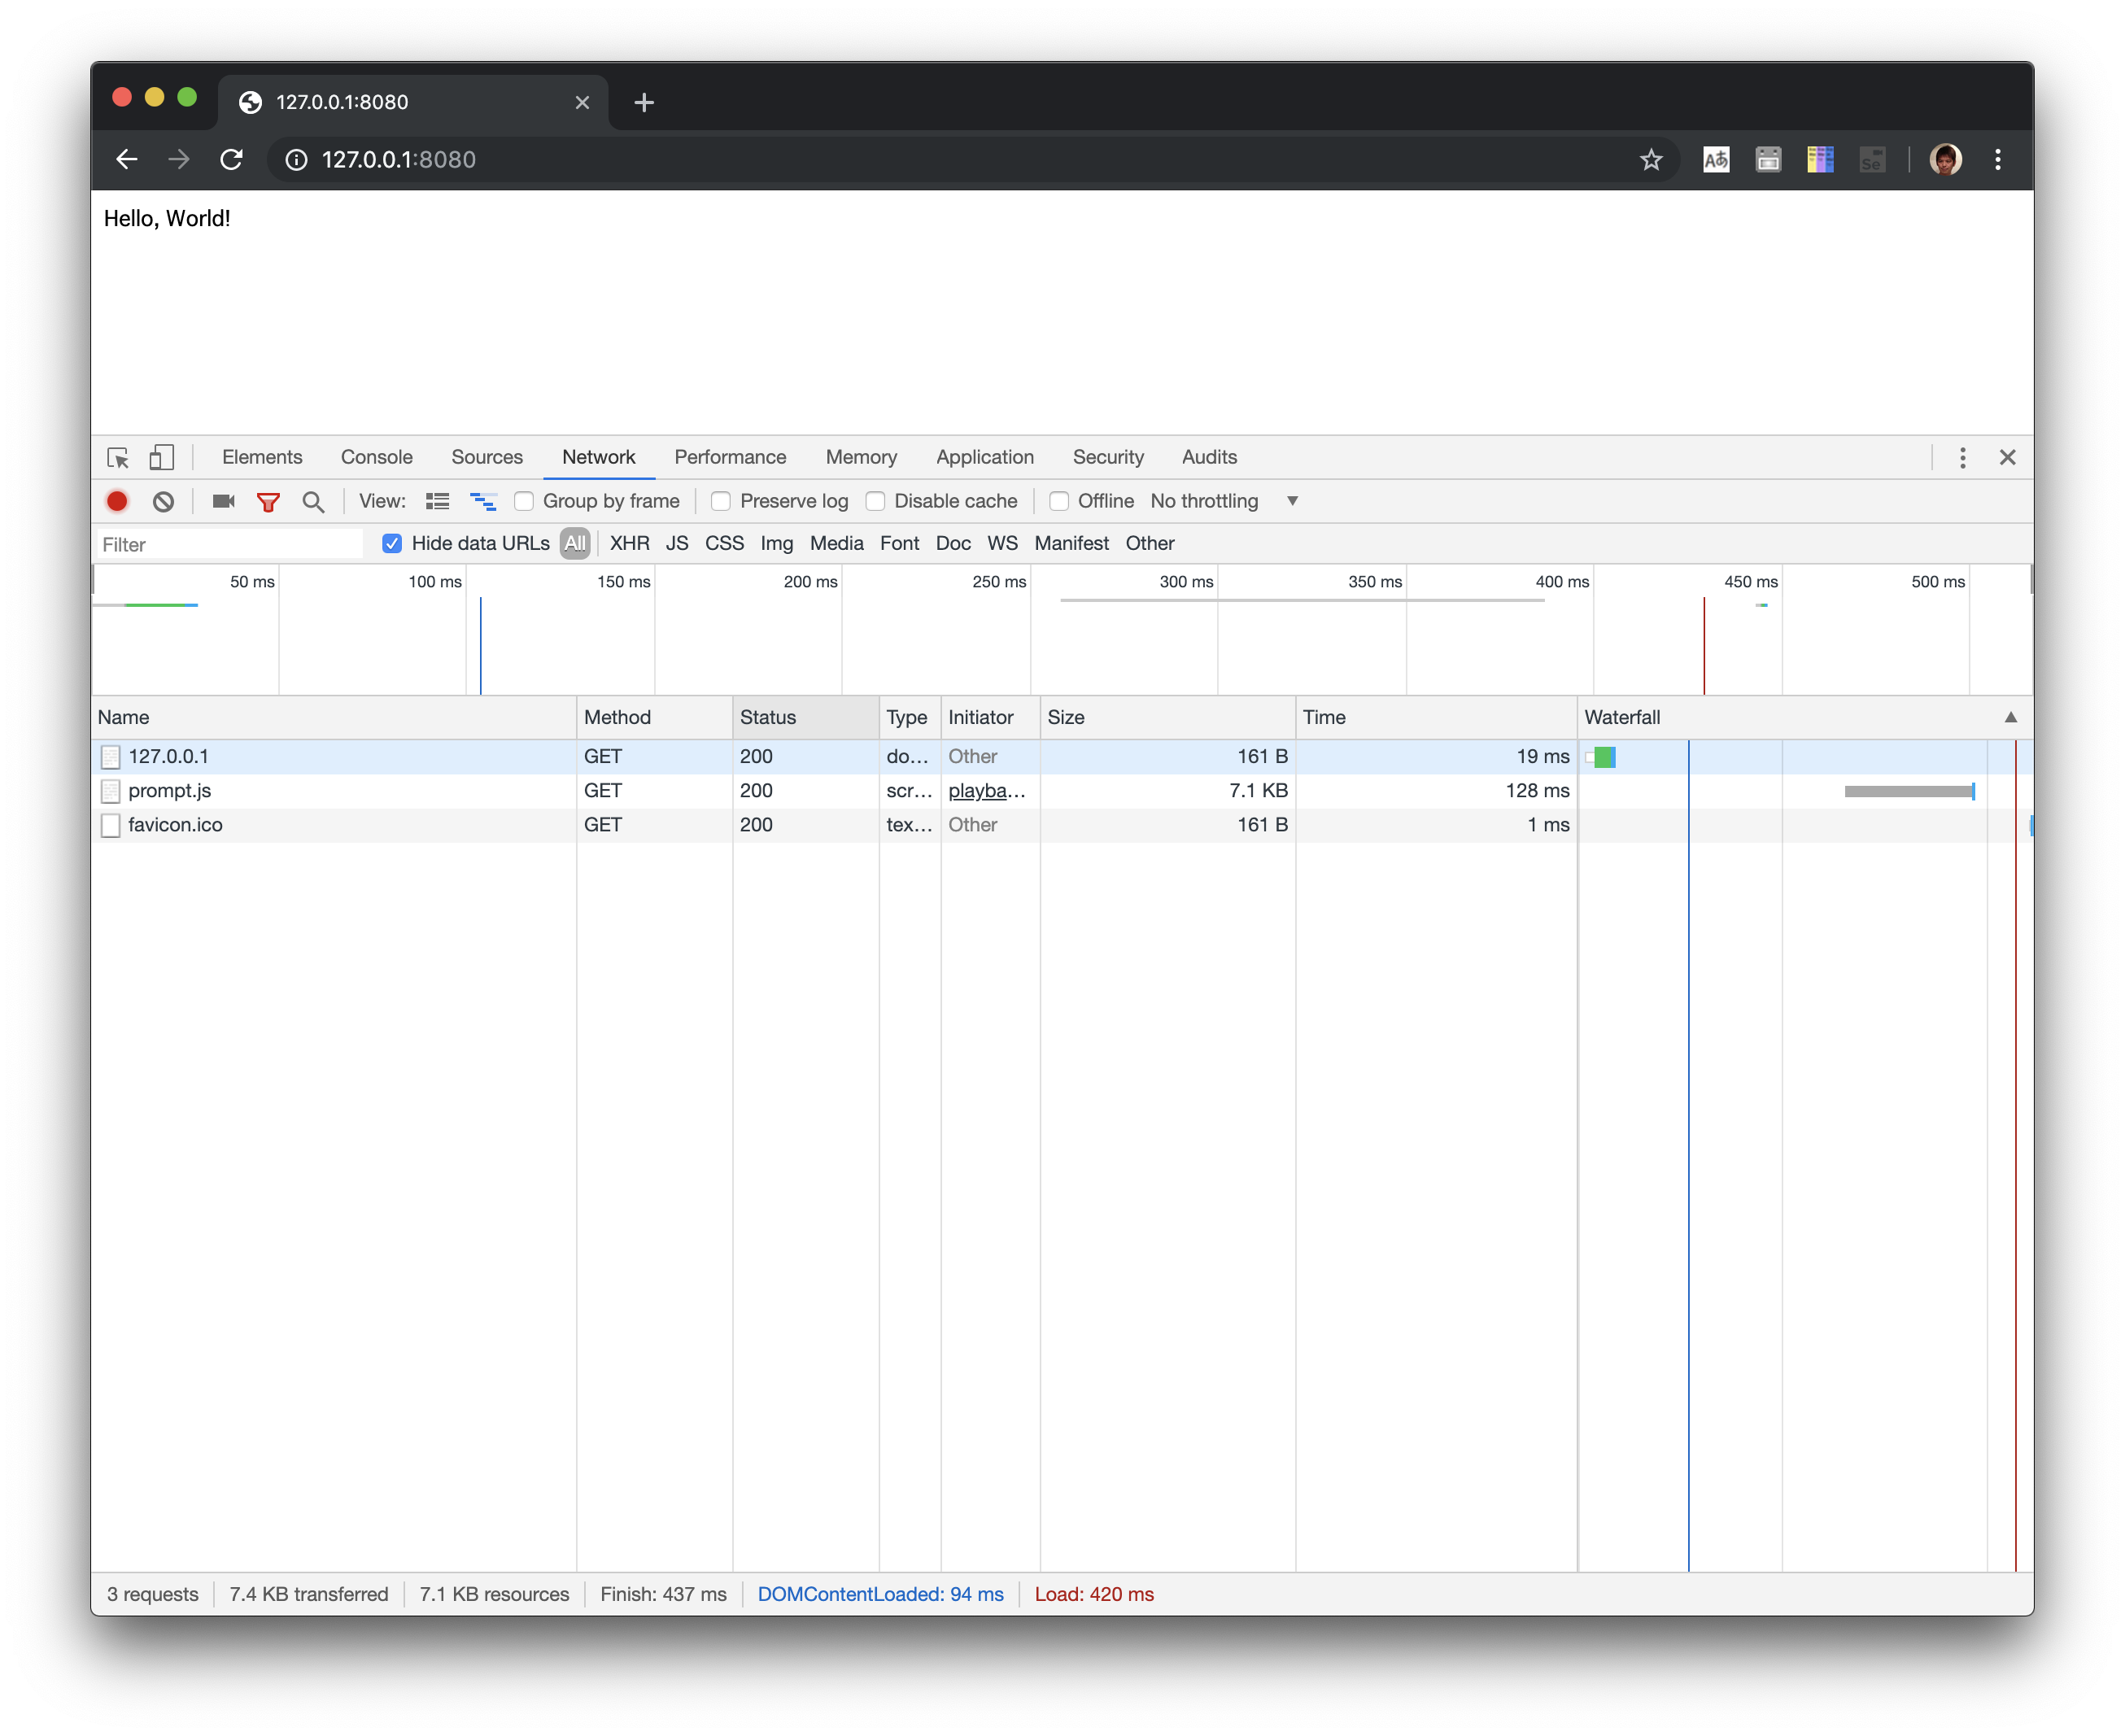 127.0.0.1:8080
127.0.0.1:8080
Aあ
Se
Hello, World!
Elements Console Sources Network Performance Memory Application Security Audits
View: Group by frame Preserve log Disable cache Offline No throttling
Filter Hide data URLs All XHR JS CSS Img Media Font Doc WS Manifest Other
50 ms 100 ms 150 ms 200 ms 250 ms 300 ms 350 ms 400 ms 450 ms 500 ms
Name Method Status Type Initiator Size Time Waterfall
127.0.0.1 GET 200 do... Other 161 B 19 ms
prompt.js GET 200 scr... playba... 7.1 KB 128 ms
favicon.ico GET 200 tex... Other 161 B 1 ms
3 requests 7.4 KB transferred 7.1 KB resources Finish: 437 ms DOMContentLoaded: 94 ms Load: 420 ms